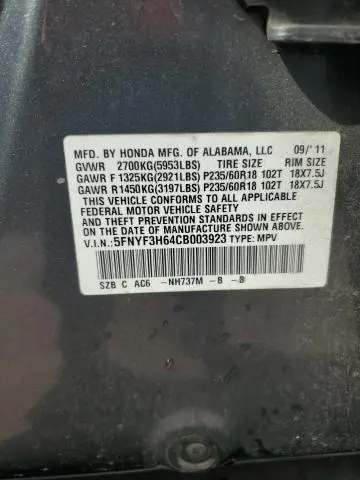 MFD. BY HONDA MFG. OF ALABAMA, LLC 09/'11
GVWR 2700KG(5953LBS) TIRE SIZE RIM SIZE
GAWR F 1325KG(2921LBS) P235/60R18 102T 18X7.5J
GAWR R1450KG(3197LBS) P235/60R18 102T 18X7.5J
THIS VEHICLE CONFORMS TO ALL APPLICABLE
FEDERAL MOTOR VEHICLE SAFETY, BUMPER,
AND THEFT PREVENTION STANDARDS IN EFFECT
ON THE DATE OF MANUFACTURE SHOWN ABOVE.
V.I.N.: 5FNYF3H64CB003923 TYPE: MPV
SZB C AC6 -NH737M -B -B